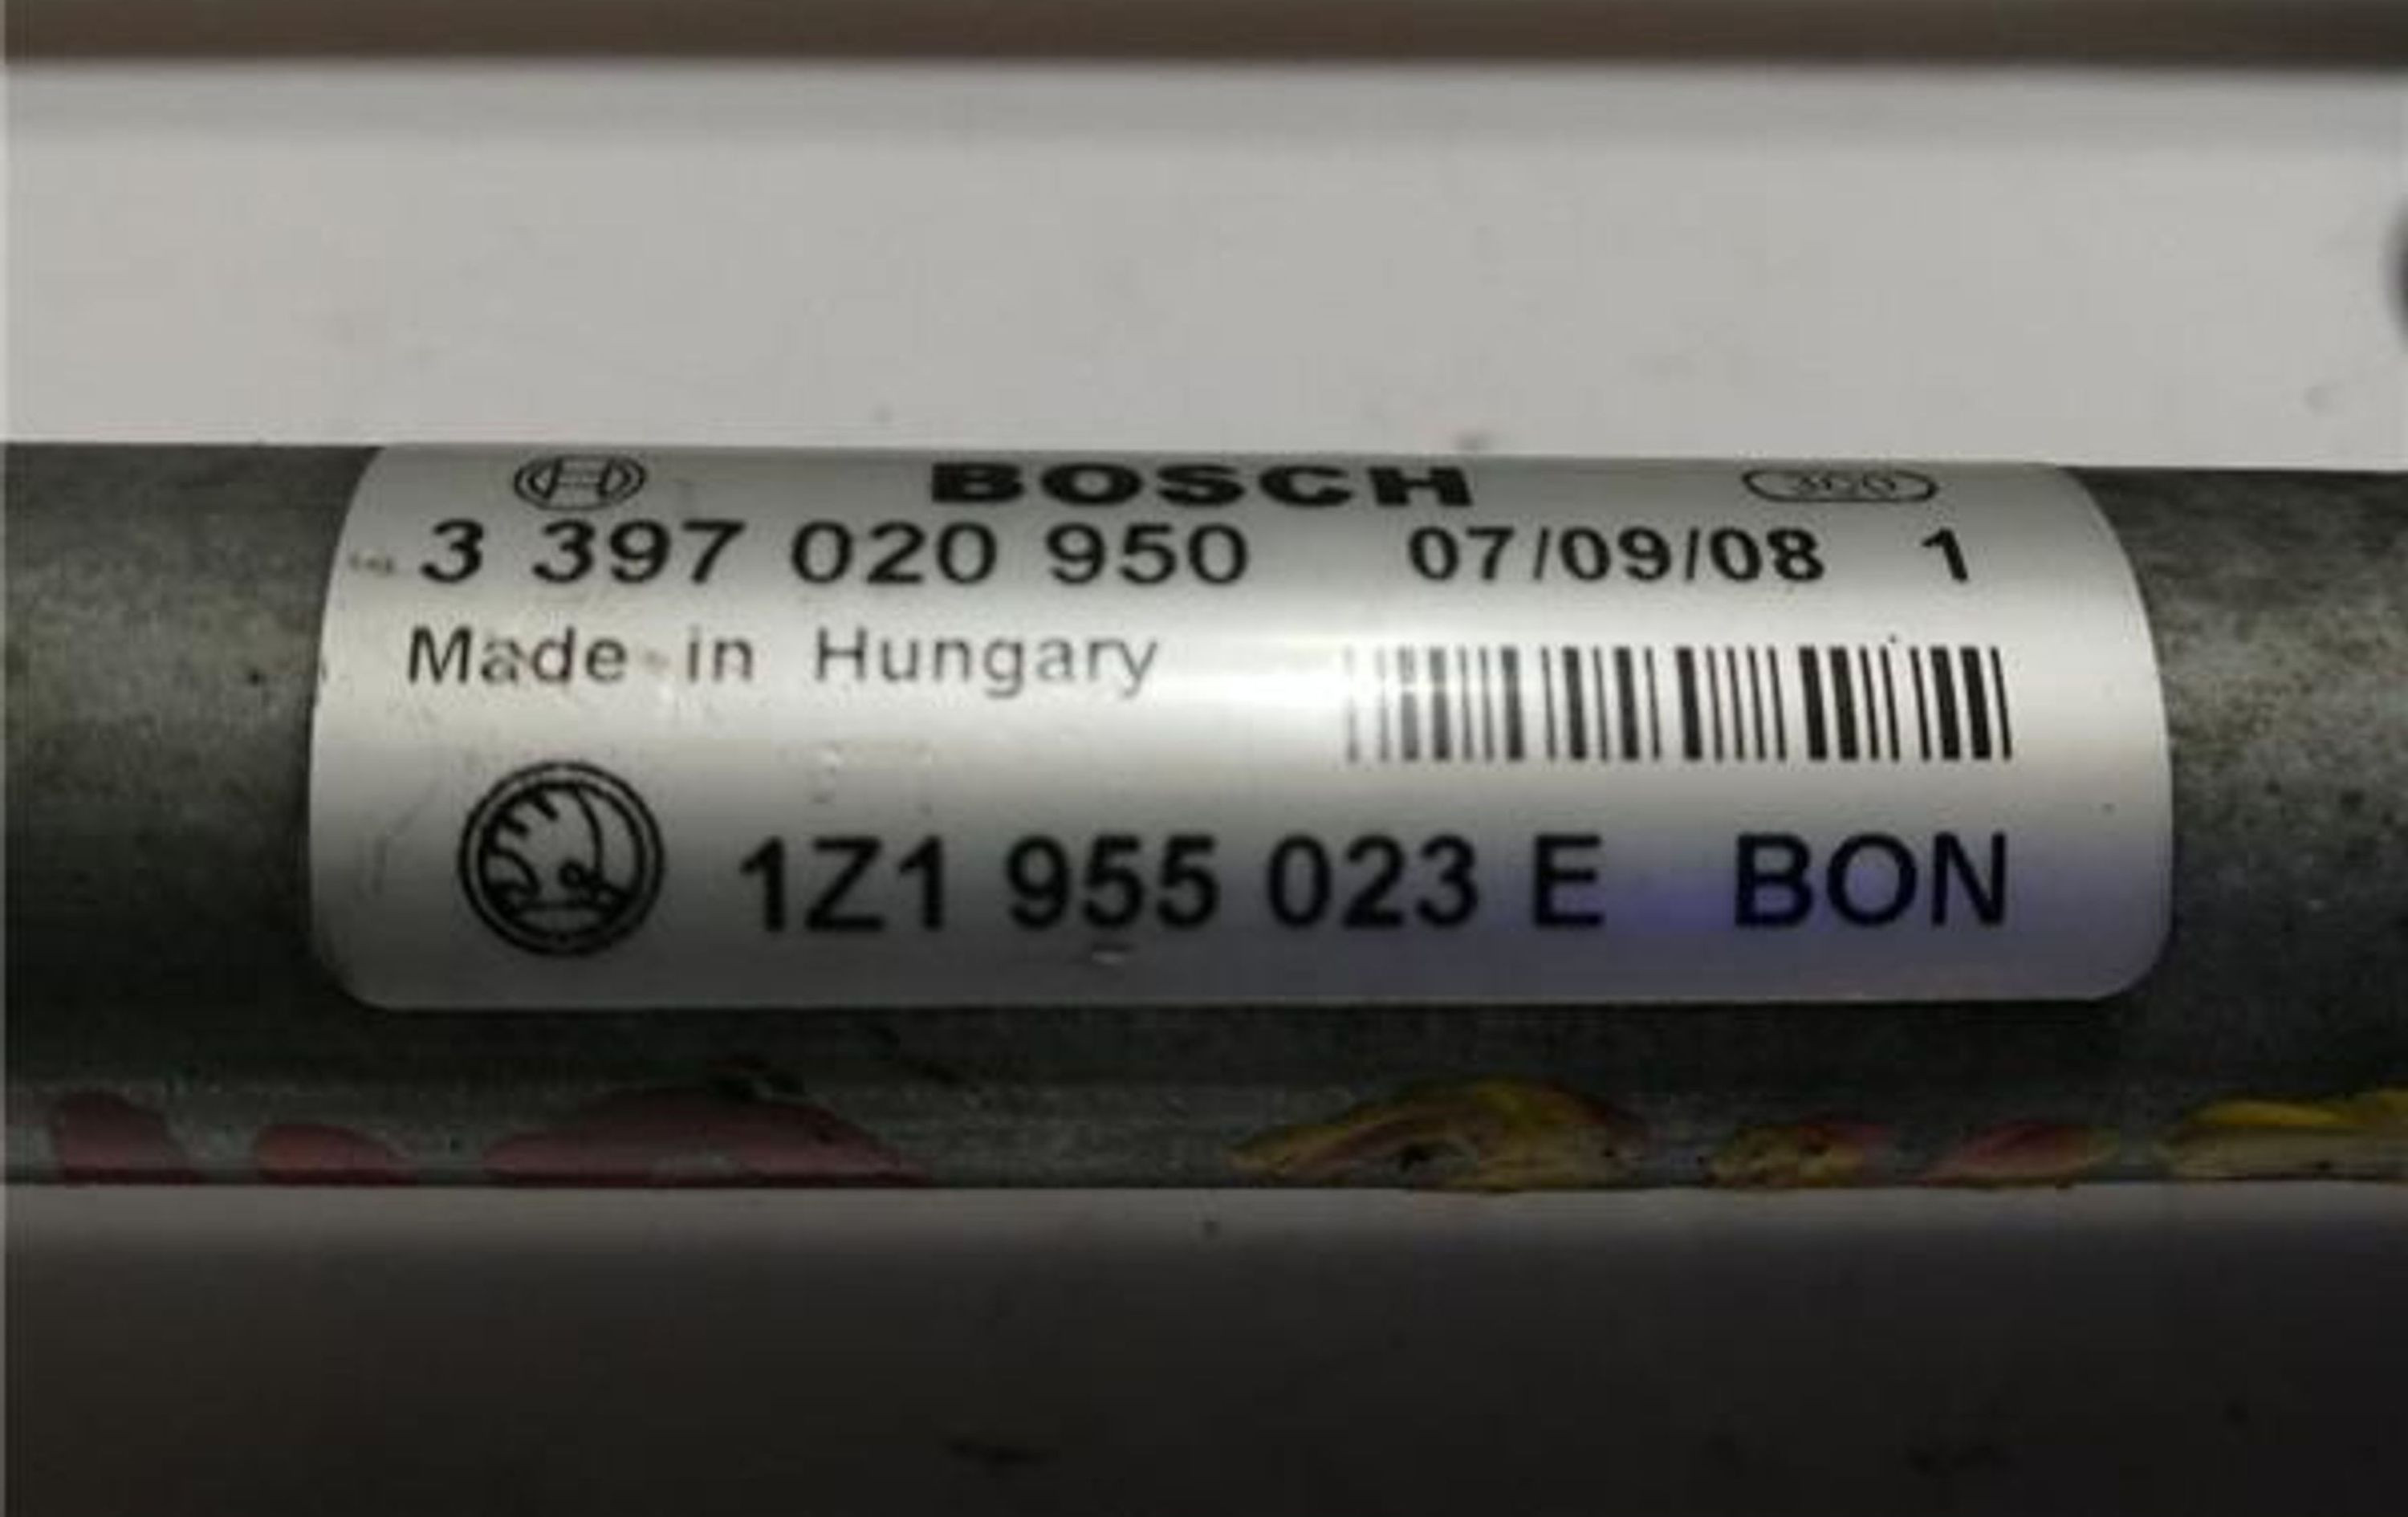 BOSCH
3 397 020 950 07/09/08 1
Made in Hungary
1Z1 955 023 E BON